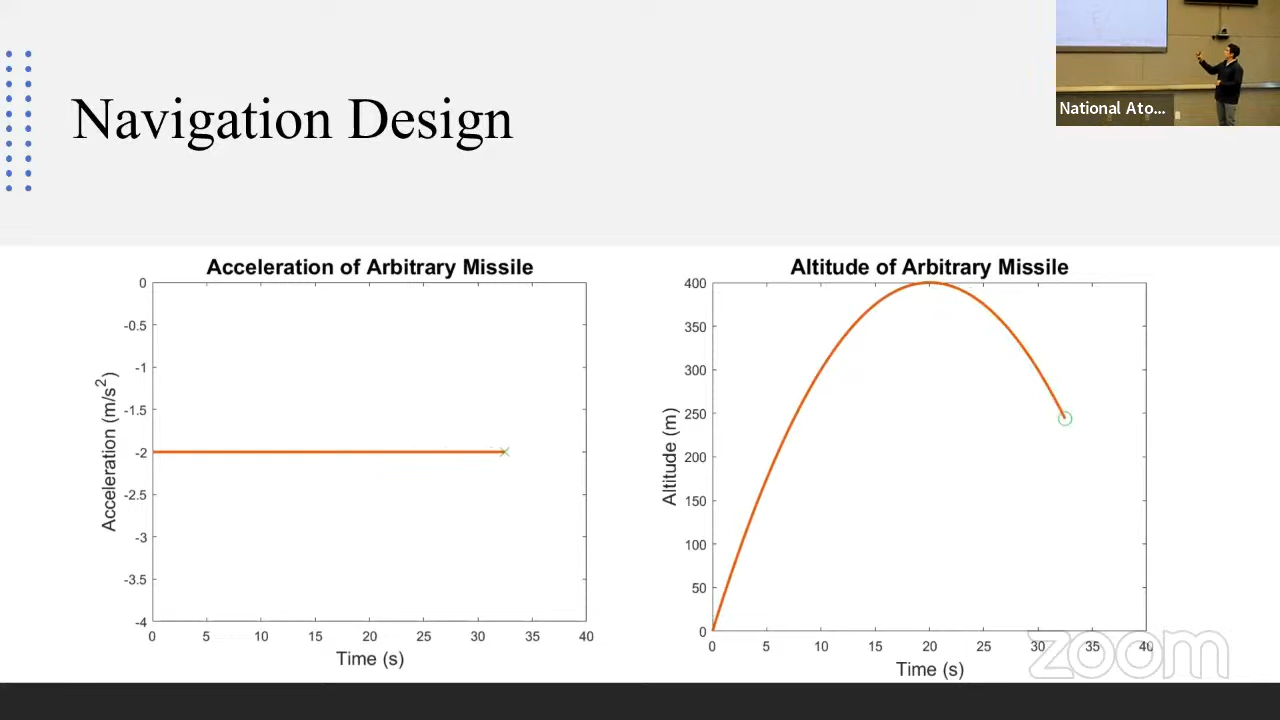 National Ato...
Navigation Design
Acceleration of Arbitrary Missile
0
-0.5
-1
-1.5
-2
-2.5
-3
-3.5
-4
Acceleration (m/s²)
0 5 10 15 20 25 30 35 40
Time (s)
Altitude of Arbitrary Missile
400
350
300
250
200
150
100
50
0
Altitude (m)
0 5 10 15 20 25 30 35 40
Time (s)
zoom